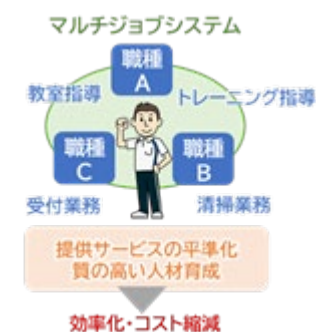 マルチジョブシステム
職種
A
教室指導
トレーニング指導
職種
C
職種
B
受付業務
清掃業務
提供サービスの平準化
質の高い人材育成
効率化・コスト縮減